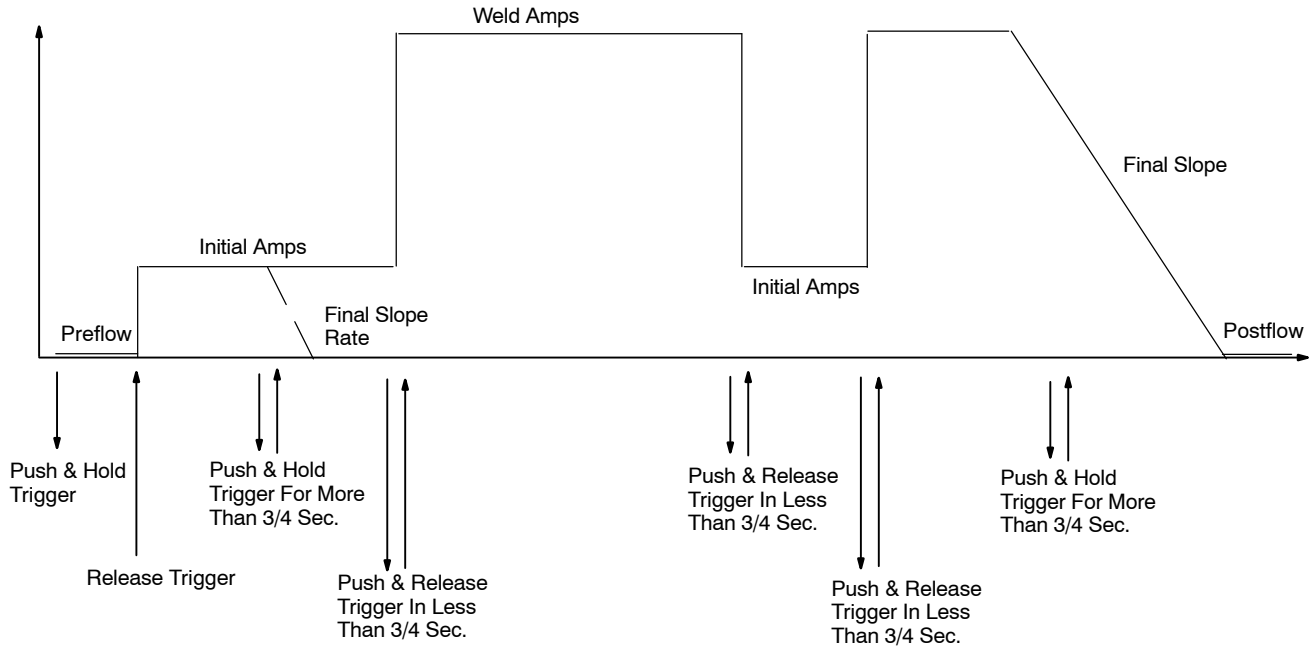 Weld Amps
Final Slope
Initial Amps
Initial Amps
Final Slope
Rate
Preflow
Postflow
Push & Hold
Trigger
Release Trigger
Push & Hold
Trigger For More
Than 3/4 Sec.
Push & Release
Trigger In Less
Than 3/4 Sec.
Push & Release
Trigger In Less
Than 3/4 Sec.
Push & Release
Trigger In Less
Than 3/4 Sec.
Push & Hold
Trigger For More
Than 3/4 Sec.